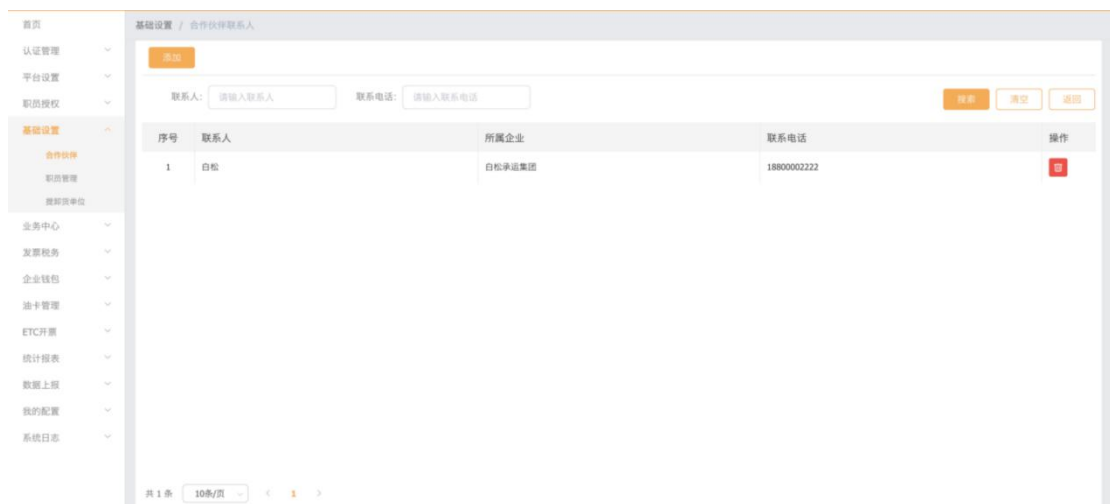 首页
认证管理
平台设置
职员授权
基础设置
合作伙伴
职员管理
提卸货单位
业务中心
发票税务
企业钱包
油卡管理
ETC开票
统计报表
数据上报
我的配置
系统日志
基础设置 / 合作伙伴联系人
添加
联系人: 请输入联系人 联系电话: 请输入联系电话 搜索 清空 返回
序号 联系人 所属企业 联系电话 操作
1 白松 白松承运集团 18800002222
共 1 条 10条/页 < 1 >